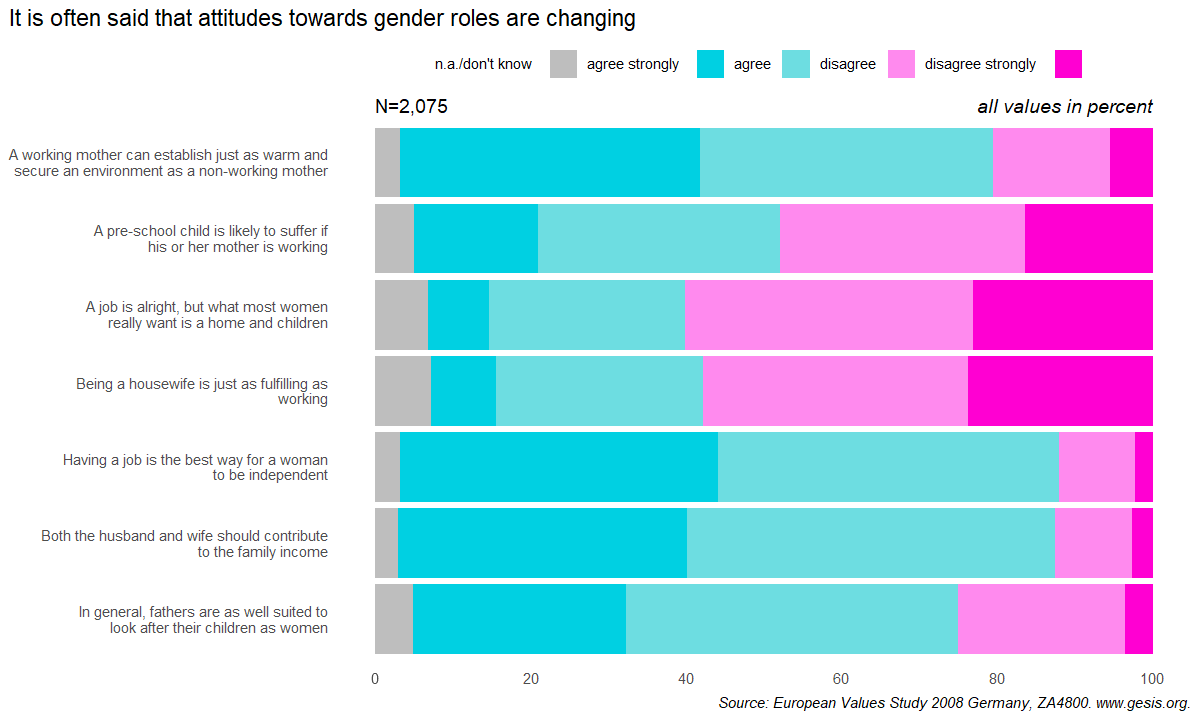 It is often said that attitudes towards gender roles are changing
n.a./don't know agree strongly agree disagree disagree strongly
N=2,075 all values in percent
A working mother can establish just as warm and
secure an environment as a non-working mother
A pre-school child is likely to suffer if
his or her mother is working
A job is alright, but what most women
really want is a home and children
Being a housewife is just as fulfilling as
working
Having a job is the best way for a woman
to be independent
Both the husband and wife should contribute
to the family income
In general, fathers are as well suited to
look after their children as women
0 20 40 60 80 100
Source: European Values Study 2008 Germany, ZA4800. www.gesis.org.